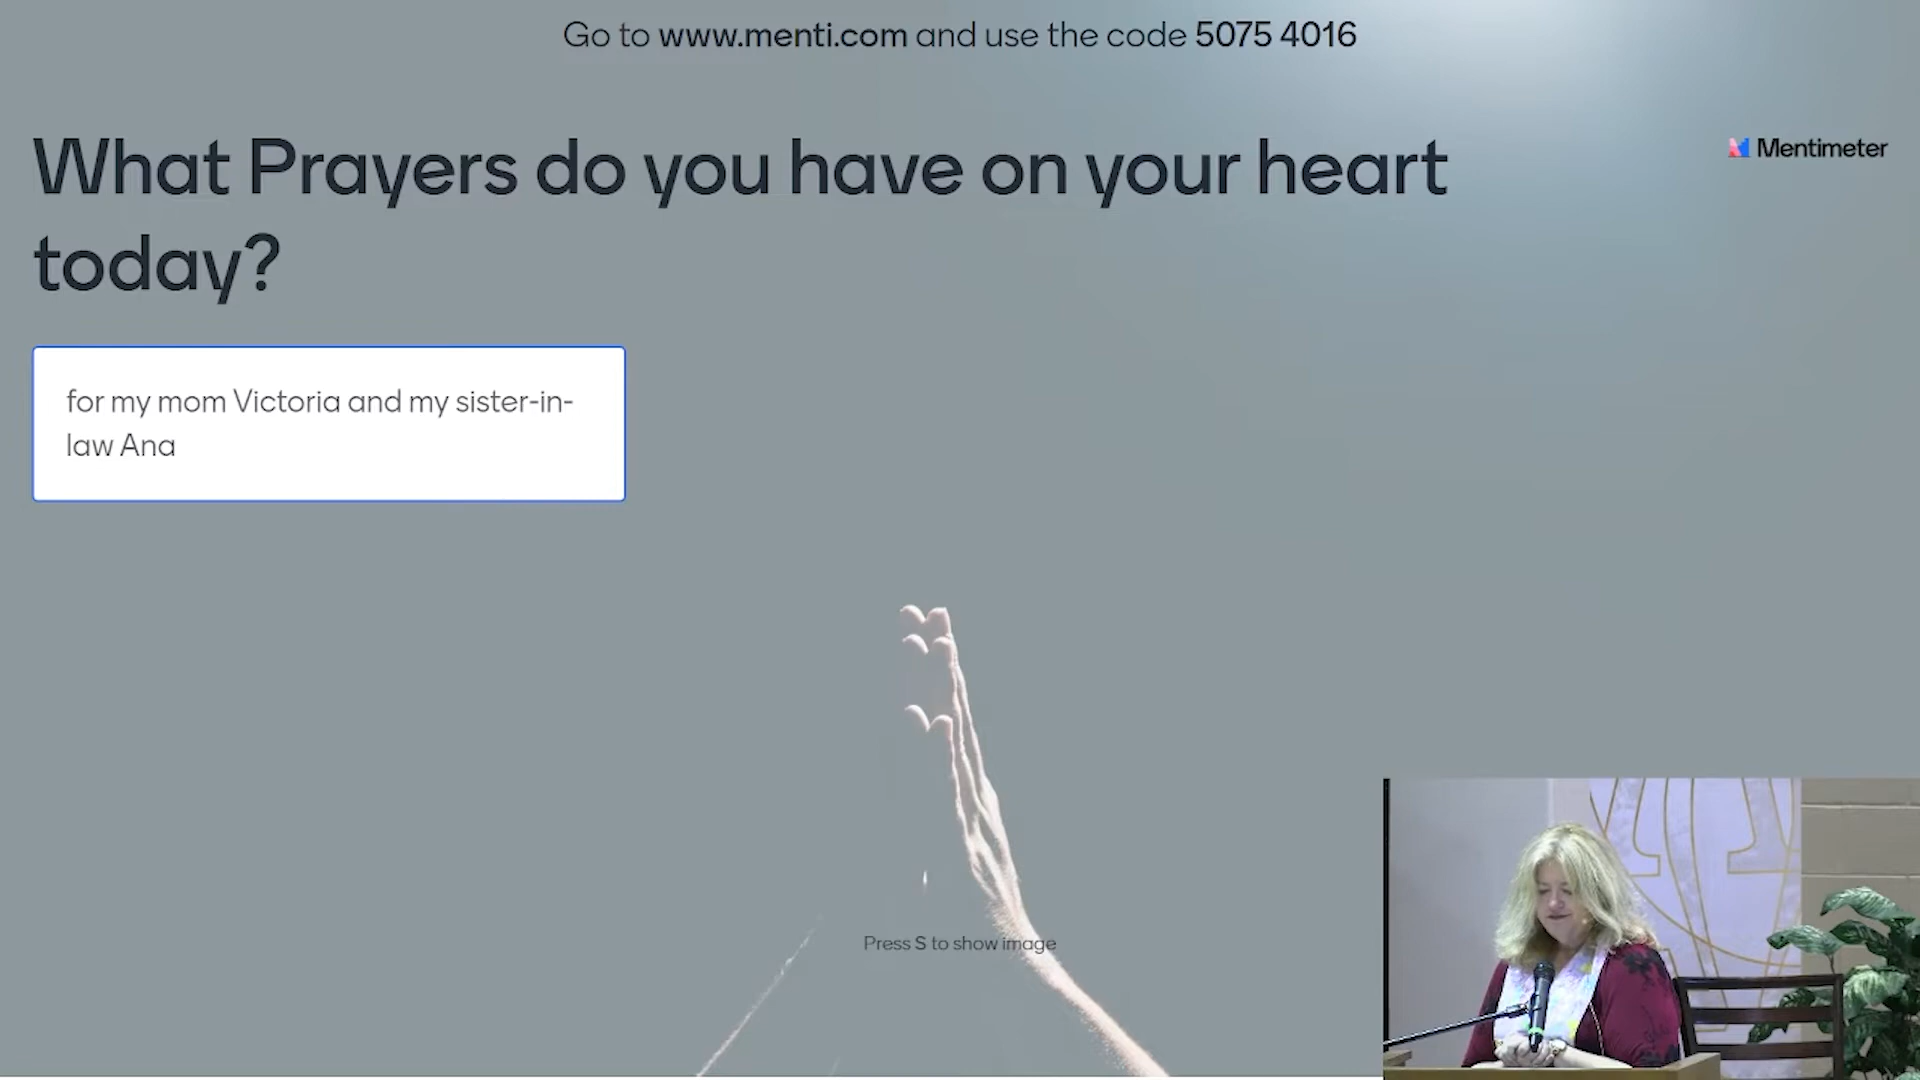 Go to www.menti.com and use the code 5075 4016
What Prayers do you have on your heart
today?
Mentimeter
for my mom Victoria and my sister-in-
law Ana
Press S to show image